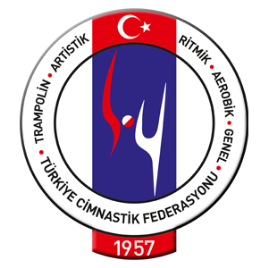 TRAMPOLİN • ARTİSTİK
RİTMİK • AEROBİK • GENEL
• TÜRKİYE CİMNASTİK FEDERASYONU •
1957